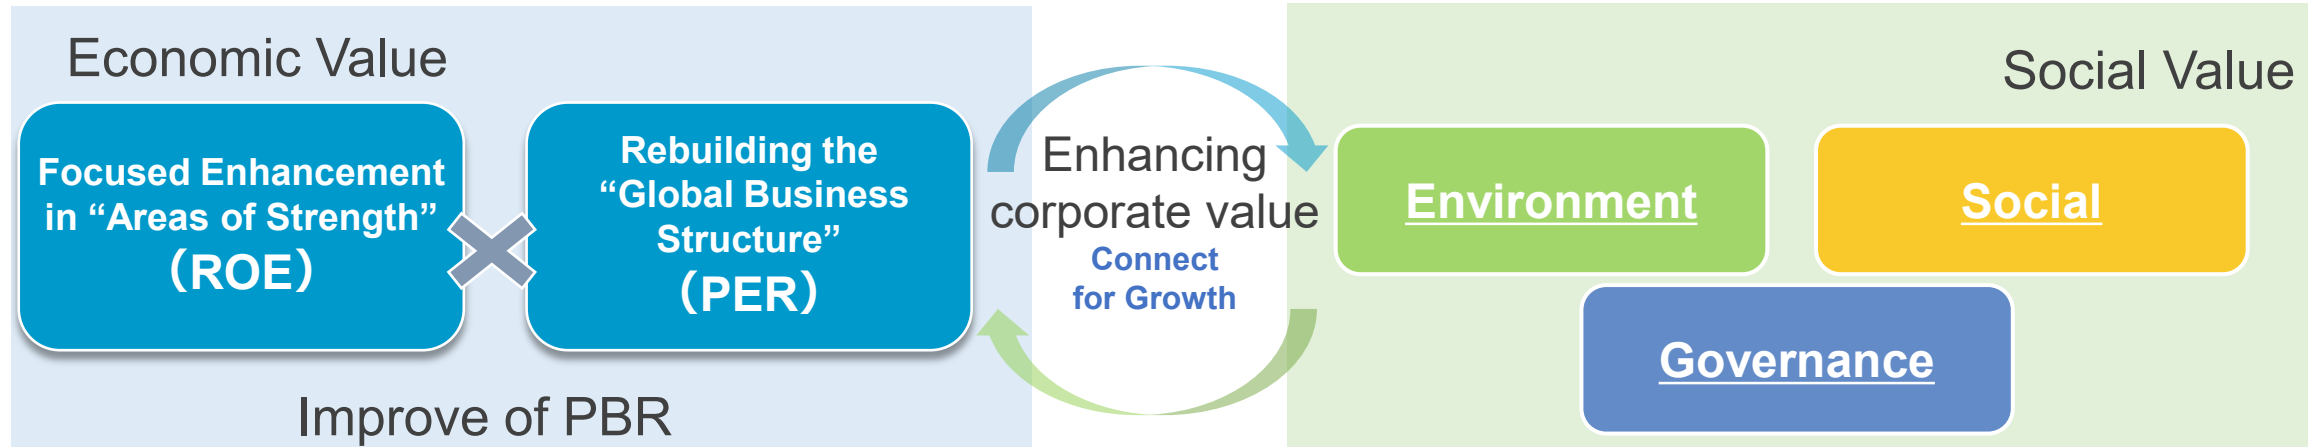 Economic Value
Focused Enhancement
in “Areas of Strength”
（ROE）
Rebuilding the
“Global Business
Structure”
（PER）
Improve of PBR
Enhancing
corporate value
Connect
for Growth
Social Value
Environment
Social
Governance